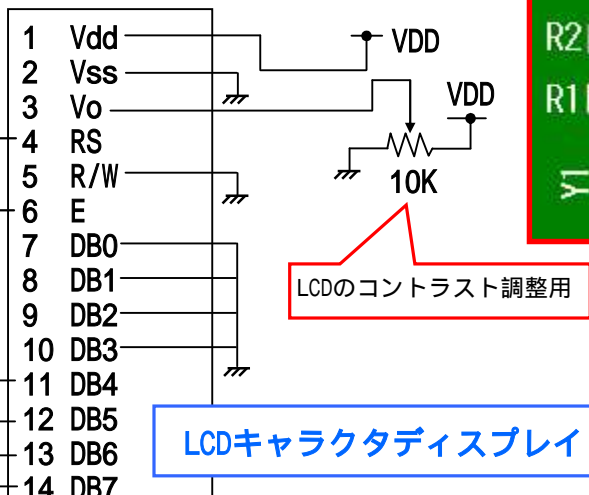 1 Vdd
2 Vss
3 Vo
4 RS
5 R/W
6 E
7 DB0
8 DB1
9 DB2
10 DB3
11 DB4
12 DB5
13 DB6
14 DB7
VDD
VDD
10K
LCDのコントラスト調整用
LCDキャラクタディスプレイ
R2
R1
Y1